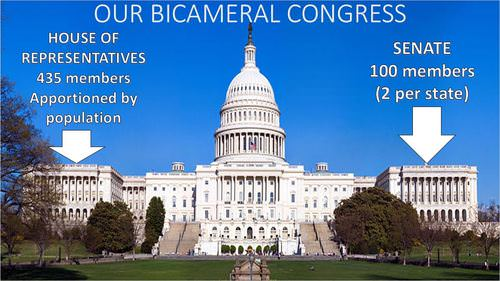 OUR BICAMERAL CONGRESS
HOUSE OF
REPRESENTATIVES
435 members
Apportioned by
population
SENATE
100 members
(2 per state)